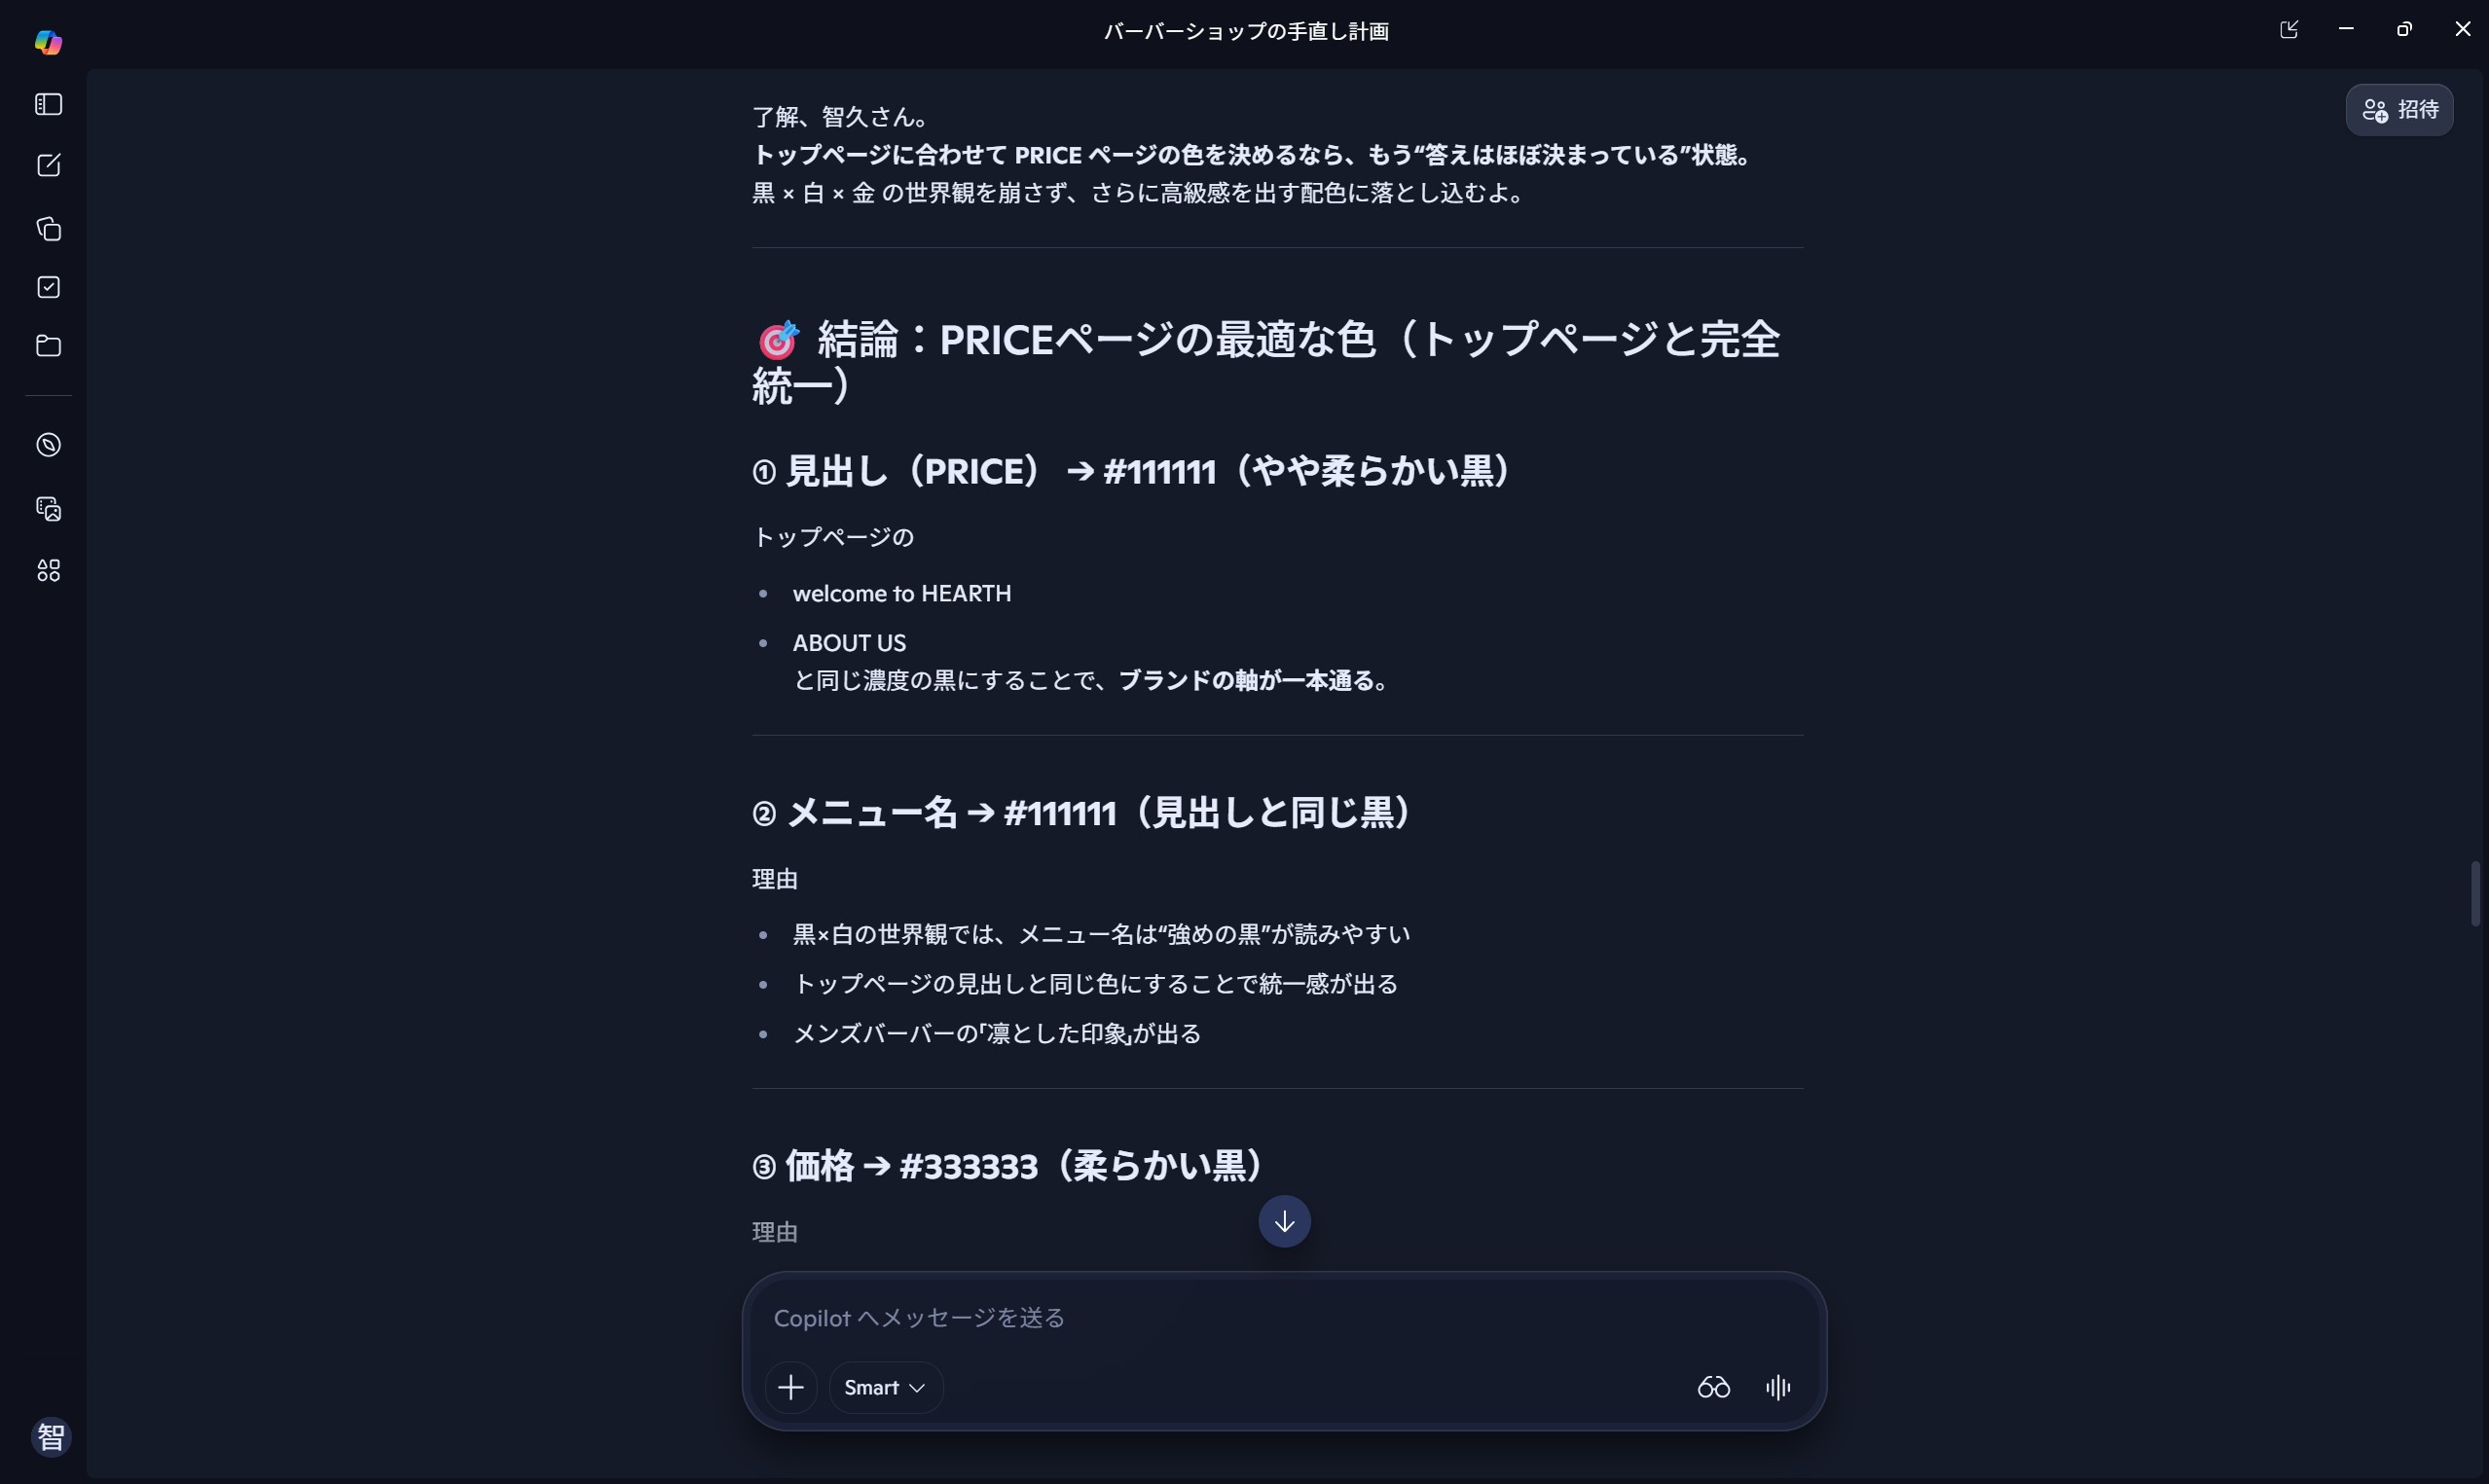 バーバーショップの手直し計画
招待
了解、智久さん。
トップページに合わせて PRICE ページの色を決めるなら、もう“答えはほぼ決まっている”状態。
黒 × 白 × 金 の世界観を崩さず、さらに高級感を出す配色に落とし込むよ。
🎯 結論：PRICEページの最適な色（トップページと完全
統一）
① 見出し（PRICE） → #111111（やや柔らかい黒）
トップページの
• welcome to HEARTH
• ABOUT US
と同じ濃度の黒にすることで、ブランドの軸が一本通る。
② メニュー名 → #111111（見出しと同じ黒）
理由
• 黒×白の世界観では、メニュー名は“強めの黒”が読みやすい
• トップページの見出しと同じ色にすることで統一感が出る
• メンズバーバーの「凛とした印象」が出る
③ 価格 → #333333（柔らかい黒）
理由
Copilot へメッセージを送る
Smart
智